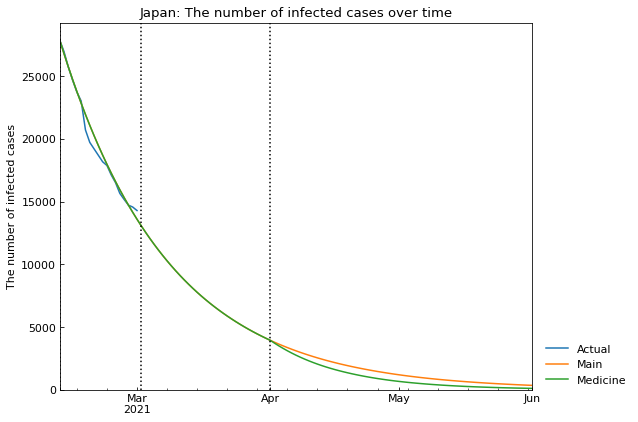 Japan: The number of infected cases over time
The number of infected cases
25000
20000
15000
10000
5000
0
Mar
2021
Apr
May
Jun
Actual
Main
Medicine